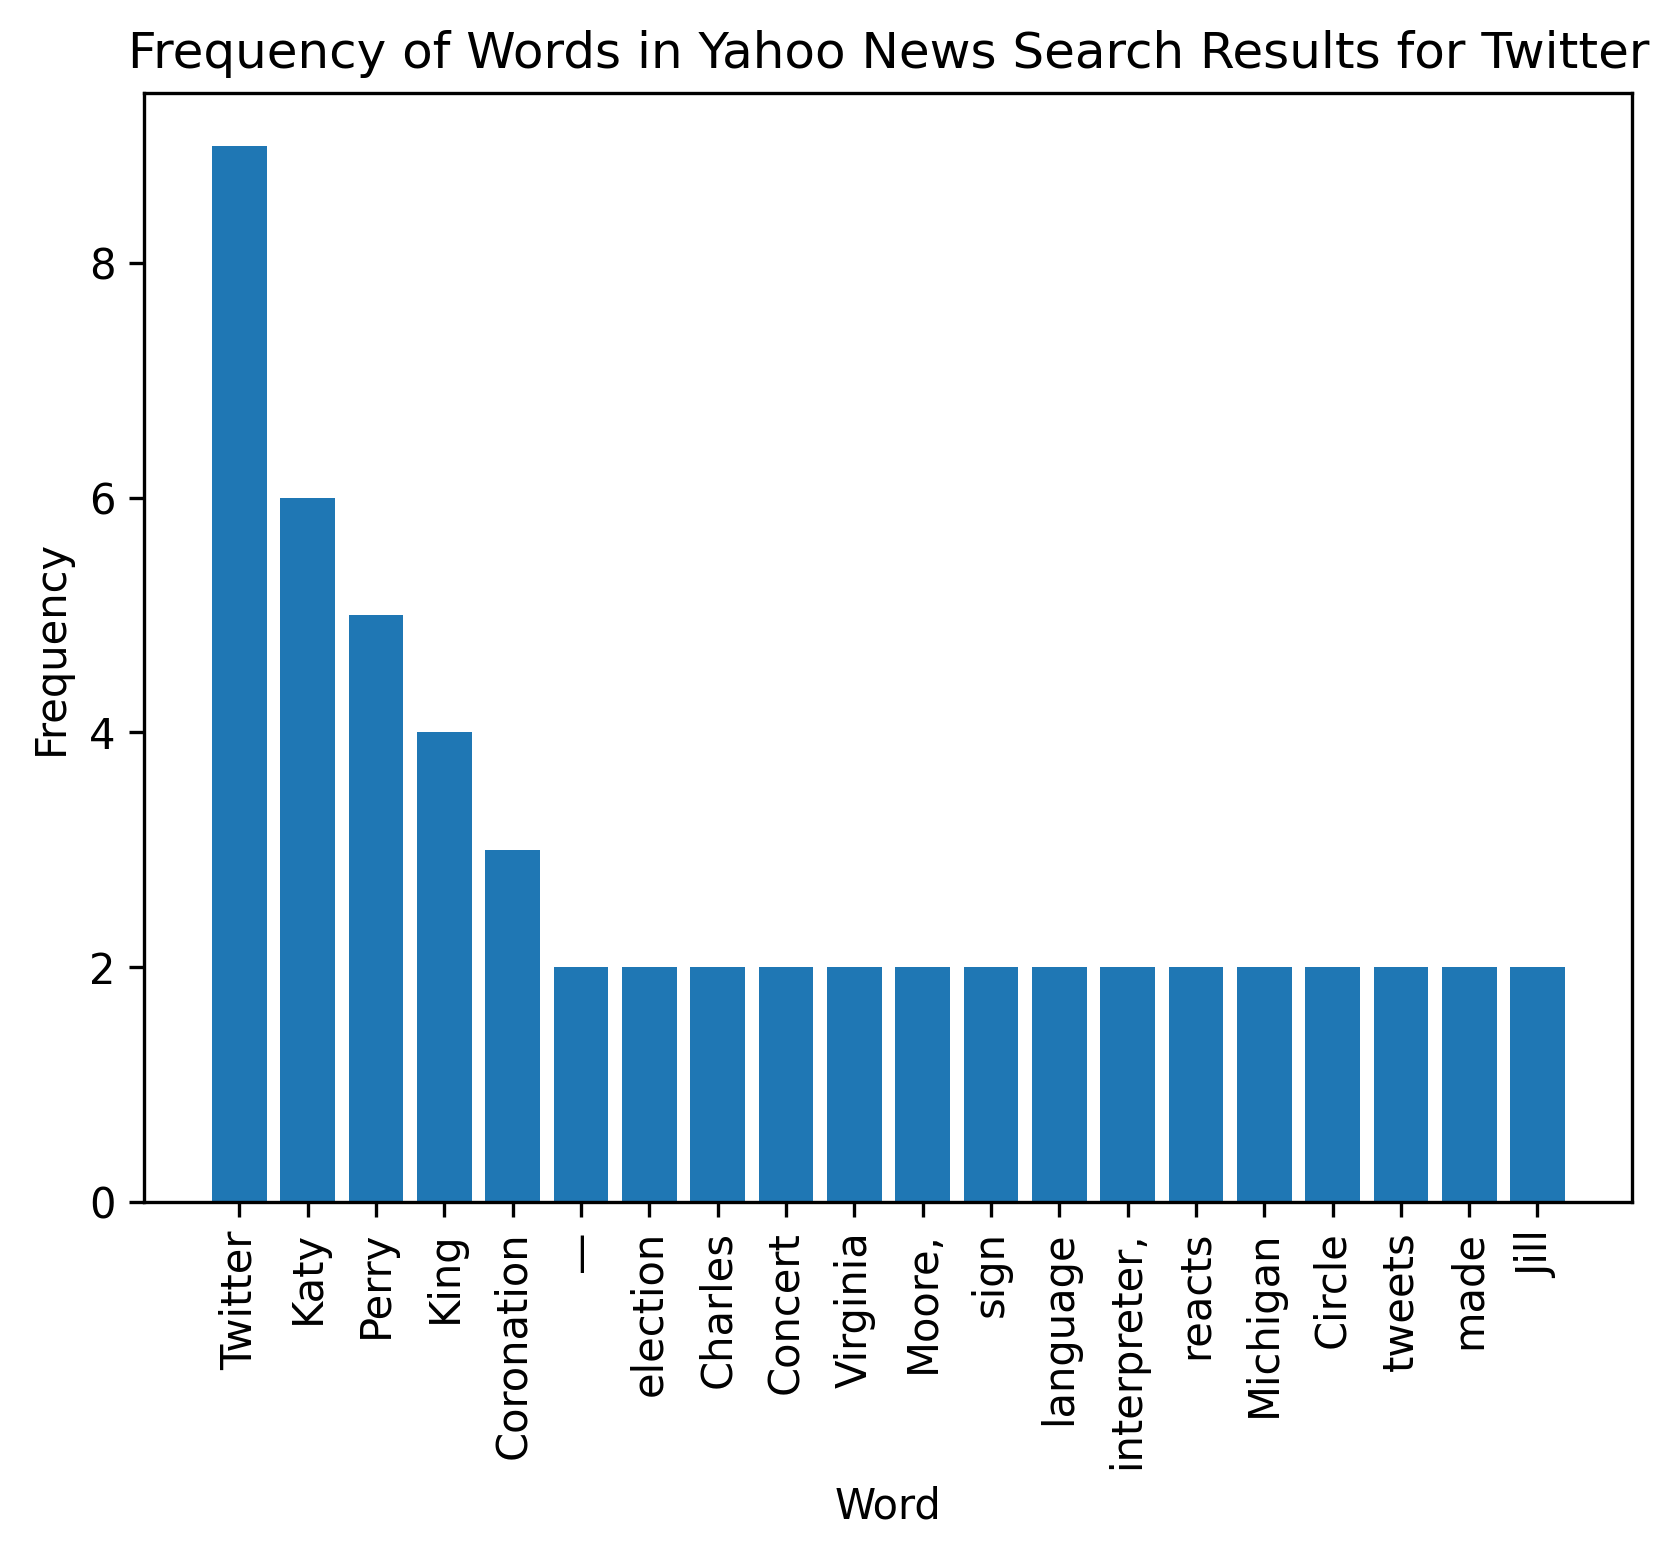 Frequency of Words in Yahoo News Search Results for Twitter
Frequency
8
6
4
2
0
Twitter
Katy
Perry
King
Coronation
—
election
Charles
Concert
Virginia
Moore,
sign
language
interpreter,
reacts
Michigan
Circle
tweets
made
Jill
Word